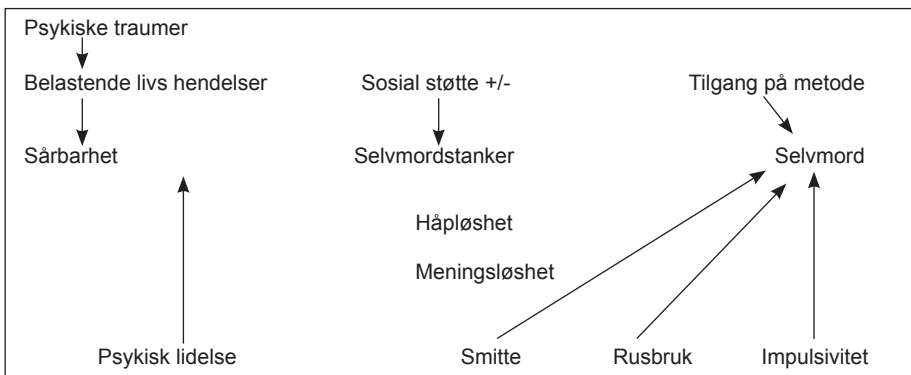 Psykiske traumer
Belastende livs hendelser
Sosial støtte +/-
Tilgang på metode
Sårbarhet
Selvmordstanker
Selvmord
Håpløshet
Meningsløshet
Psykisk lidelse
Smitte
Rusbruk
Impulsivitet